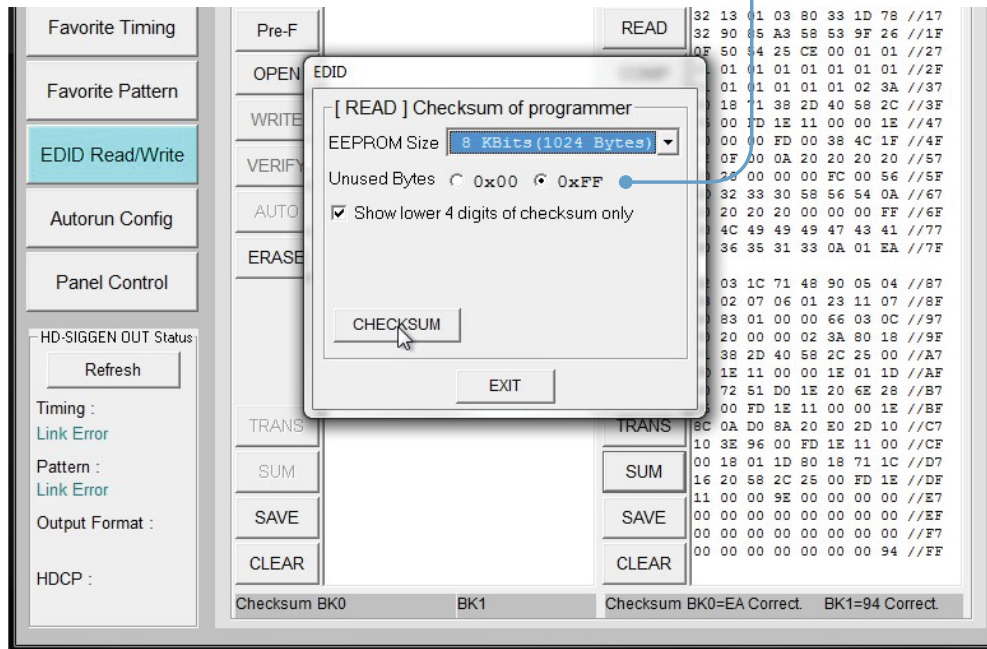 Favorite Timing
Favorite Pattern
EDID Read/Write
Autorun Config
Panel Control
HD-SIGGEN OUT Status
Refresh
Timing :
Link Error
Pattern :
Link Error
Output Format :
HDCP :
Pre-F
OPEN
WRITE
VERIFY
AUTO
ERASE
TRANS
SUM
SAVE
CLEAR
Checksum BK0 BK1
EDID
[ READ ] Checksum of programmer
EEPROM Size 8 KBits(1024 Bytes)
Unused Bytes 0x00 0xFF
Show lower 4 digits of checksum only
CHECKSUM
EXIT
READ
TRANS
SUM
SAVE
CLEAR
32 13 01 03 80 33 1D 78 //17
32 90 85 A3 58 53 9F 26 //1F
0F 50 54 25 CE 00 01 01 //27
01 01 01 01 01 01 01 //2F
01 01 01 01 01 02 3A //37
18 71 38 2D 40 58 2C //3F
00 FD 1E 11 00 00 1E //47
00 00 FD 00 38 4C 1F //4F
0F 00 0A 20 20 20 20 //57
20 00 00 00 FC 00 56 //5F
32 33 30 58 56 54 0A //67
20 20 20 00 00 00 FF //6F
4C 49 49 49 47 43 41 //77
36 35 31 33 0A 01 EA //7F
03 1C 71 48 90 05 04 //87
02 07 06 01 23 11 07 //8F
83 01 00 00 66 03 0C //97
20 00 00 02 3A 80 18 //9F
38 2D 40 58 2C 25 00 //A7
1E 11 00 00 1E 01 1D //AF
72 51 D0 1E 20 6E 28 //B7
00 FD 1E 11 00 00 1E //BF
8C 0A D0 8A 20 E0 2D 10 //C7
10 3E 96 00 FD 1E 11 00 //CF
00 18 01 1D 80 18 71 1C //D7
16 20 58 2C 25 00 FD 1E //DF
11 00 00 9E 00 00 00 00 //E7
00 00 00 00 00 00 00 00 //EF
00 00 00 00 00 00 00 00 //F7
00 00 00 00 00 00 00 94 //FF
Checksum BK0=EA Correct. BK1=94 Correct.